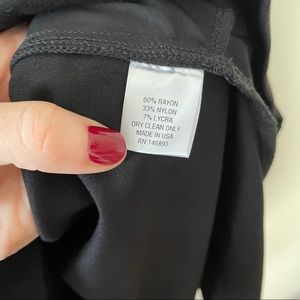 60% RAYON
33% NYLON
7% LYCRA
DRY CLEAN ONLY
MADE IN USA
RN 146893